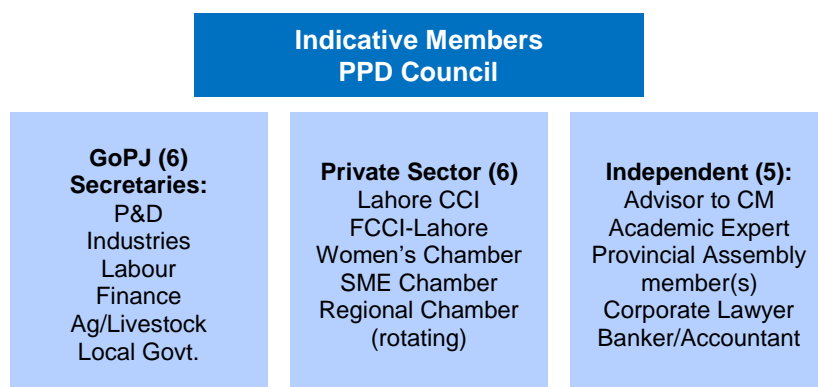 Indicative Members
PPD Council
GoPJ (6)
Secretaries:
P&D
Industries
Labour
Finance
Ag/Livestock
Local Govt.
Private Sector (6)
Lahore CCI
FCCI-Lahore
Women’s Chamber
SME Chamber
Regional Chamber
(rotating)
Independent (5):
Advisor to CM
Academic Expert
Provincial Assembly
member(s)
Corporate Lawyer
Banker/Accountant